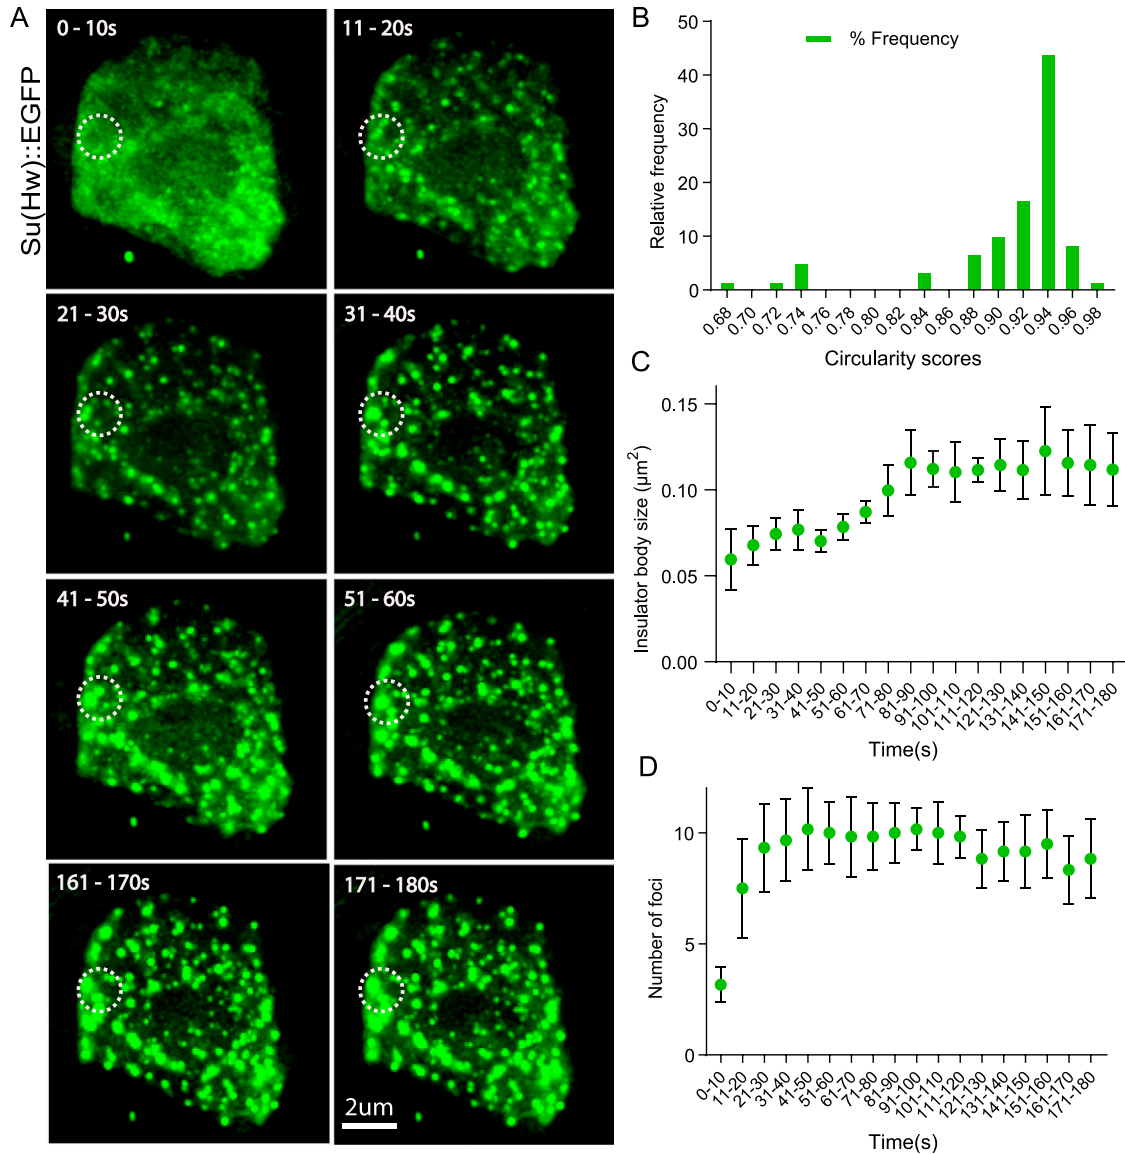 A
Su(Hw)::EGFP
0 - 10s
11 - 20s
21 - 30s
31 - 40s
41 - 50s
51 - 60s
161 - 170s
171 - 180s
2um
B
% Frequency
Relative frequency
50
40
30
20
10
0
0.68 0.70 0.72 0.74 0.76 0.78 0.80 0.82 0.84 0.86 0.88 0.90 0.92 0.94 0.96 0.98
Circularity scores
C
Insulator body size (µm²)
0.15
0.10
0.05
0.00
0-10 11-20 21-30 31-40 41-50 51-60 61-70 71-80 81-90 91-100 101-110 111-120 121-130 131-140 141-150 151-160 161-170 171-180
Time(s)
D
Number of foci
10
5
0
0-10 11-20 21-30 31-40 41-50 51-60 61-70 71-80 81-90 91-100 101-110 111-120 121-130 131-140 141-150 151-160 161-170 171-180
Time(s)